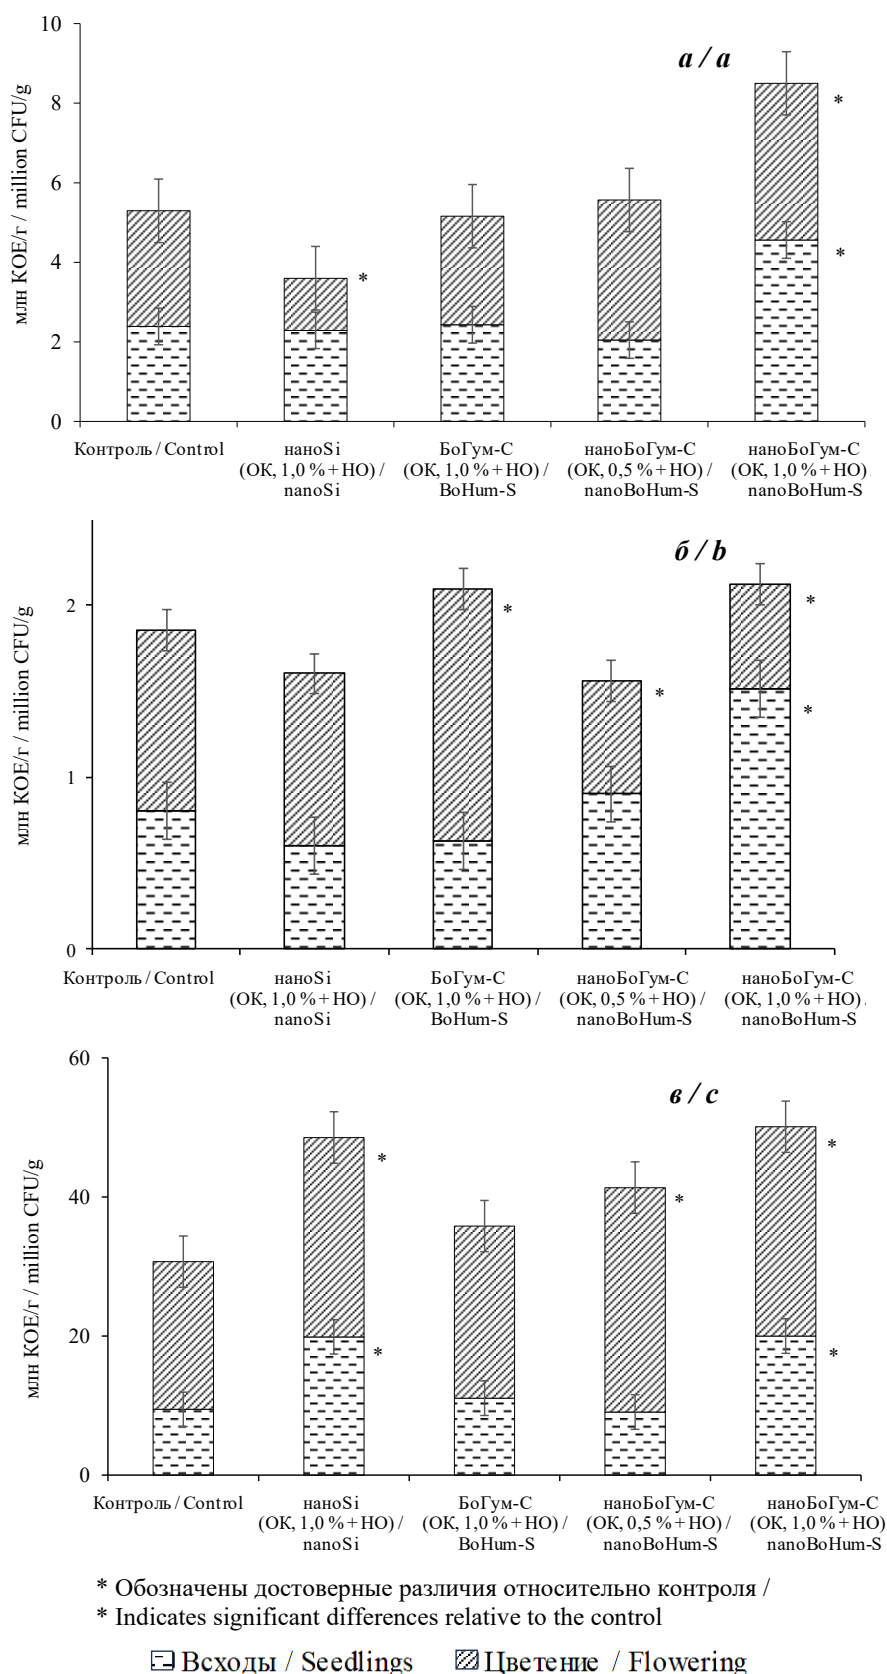 10
a / a
8
6
4
2
0
млн КОЕ/г / million CFU/g
*
*
*
Контроль / Control
наноSi
(ОК, 1,0 % + НО) /
nanoSi
БоГум-С
(ОК, 1,0 % + НО) /
BoHum-S
наноБоГум-С
(ОК, 0,5 % + НО) /
nanoBoHum-S
наноБоГум-С
(ОК, 1,0 % + НО)
nanoBoHum-S
б / b
2
1
0
млн КОЕ/г / million CFU/g
*
*
*
*
Контроль / Control
наноSi
(ОК, 1,0 % + НО) /
nanoSi
БоГум-С
(ОК, 1,0 % + НО) /
BoHum-S
наноБоГум-С
(ОК, 0,5 % + НО) /
nanoBoHum-S
наноБоГум-С
(ОК, 1,0 % + НО)
nanoBoHum-S
60
в / c
40
20
0
млн КОЕ/г / million CFU/g
*
*
*
*
*
Контроль / Control
наноSi
(ОК, 1,0 % + НО) /
nanoSi
БоГум-С
(ОК, 1,0 % + НО) /
BoHum-S
наноБоГум-С
(ОК, 0,5 % + НО) /
nanoBoHum-S
наноБоГум-С
(ОК, 1,0 % + НО)
nanoBoHum-S
* Обозначены достоверные различия относительно контроля /
* Indicates significant differences relative to the control
Всходы / Seedlings
Цветение / Flowering